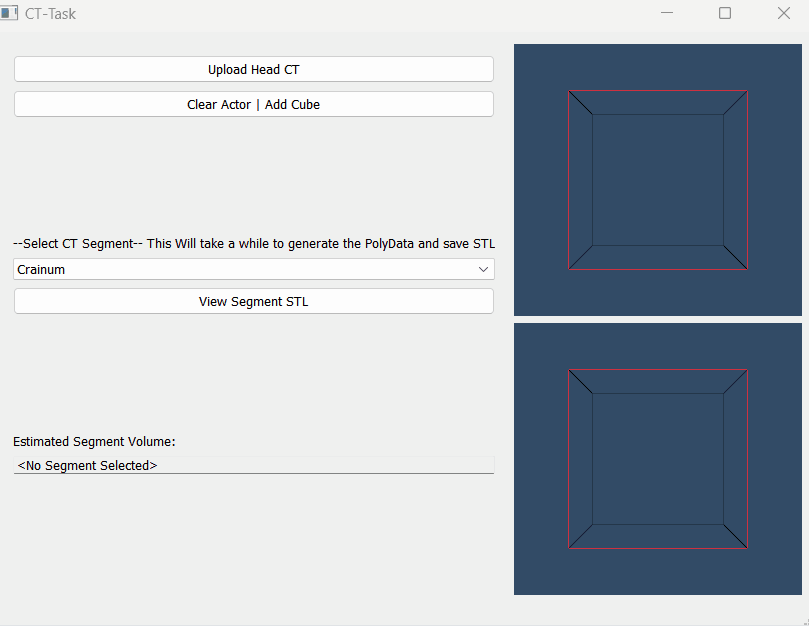 CT-Task
Upload Head CT
Clear Actor | Add Cube
--Select CT Segment-- This Will take a while to generate the PolyData and save STL
Crainum
View Segment STL
Estimated Segment Volume:
<No Segment Selected>